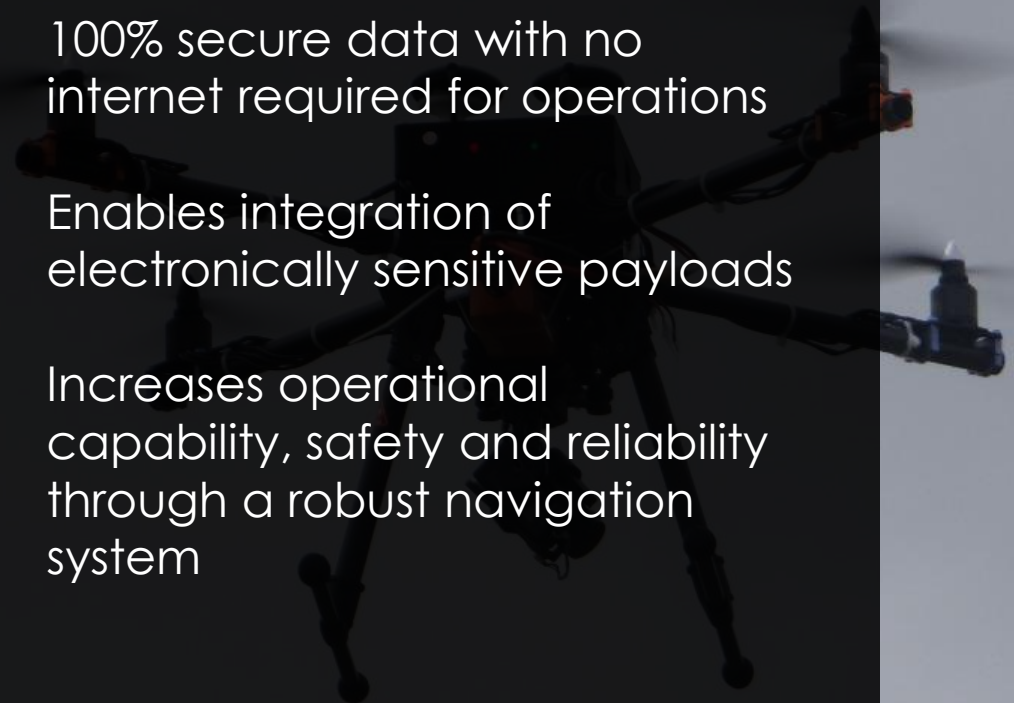 100% secure data with no
internet required for operations
Enables integration of
electronically sensitive payloads
Increases operational
capability, safety and reliability
through a robust navigation
system